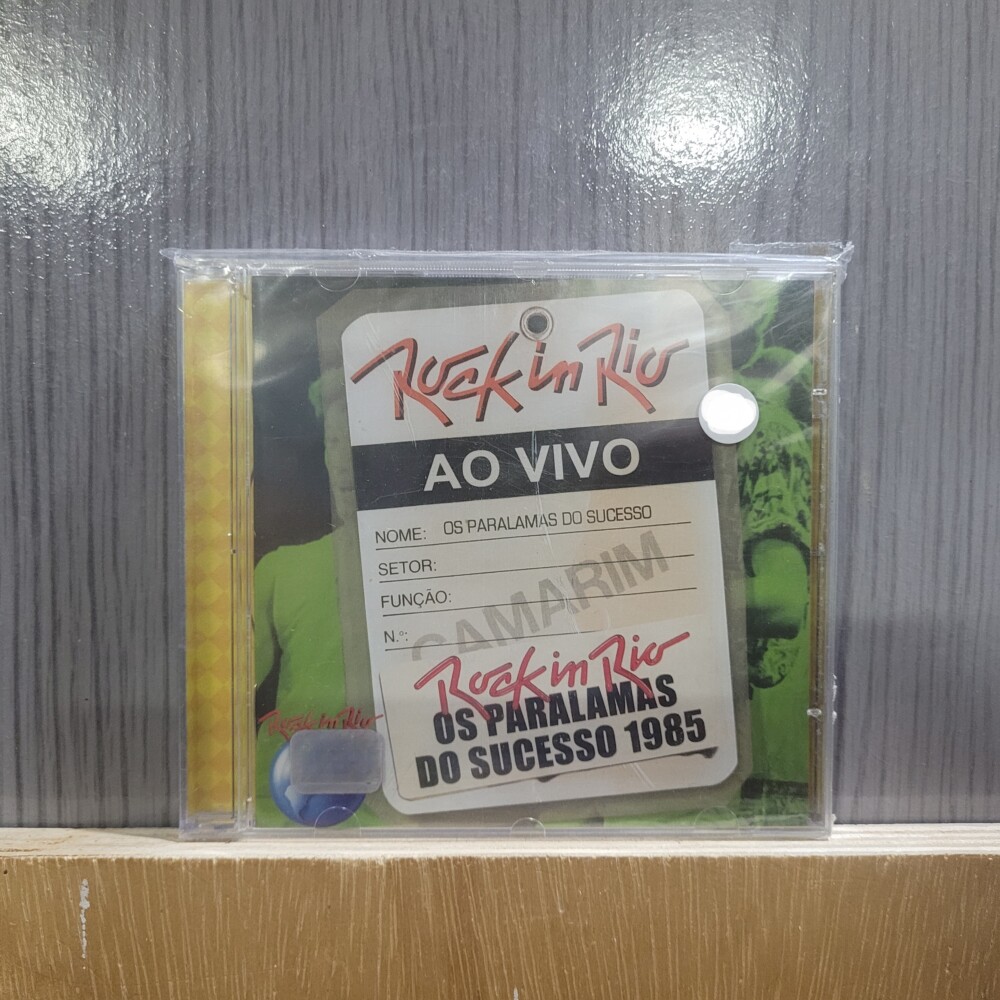 Rock in Rio
AO VIVO
NOME: OS PARALAMAS DO SUCESSO
SETOR:
FUNÇÃO:
N.º:
CAMARIM
Rock in Rio
OS PARALAMAS
DO SUCESSO 1985
Rock in Rio